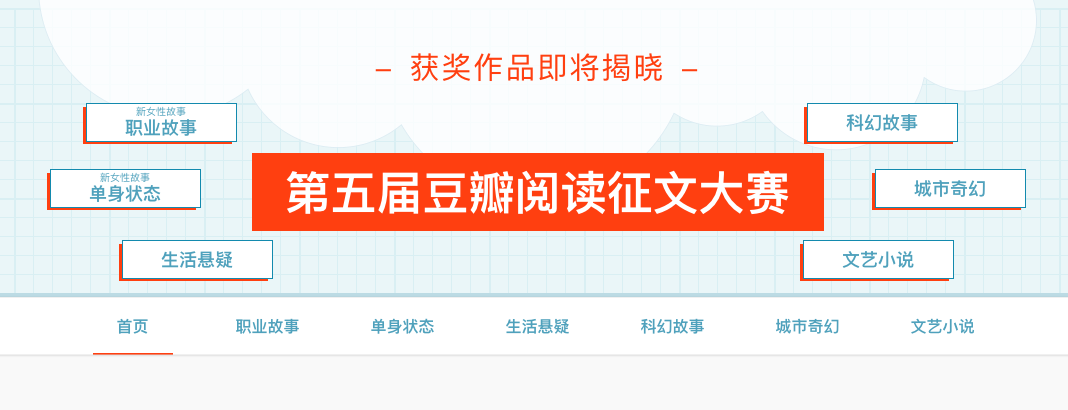 – 获奖作品即将揭晓 –
新女性故事
职业故事
科幻故事
新女性故事
单身状态
第五届豆瓣阅读征文大赛
城市奇幻
生活悬疑
文艺小说
首页 职业故事 单身状态 生活悬疑 科幻故事 城市奇幻 文艺小说